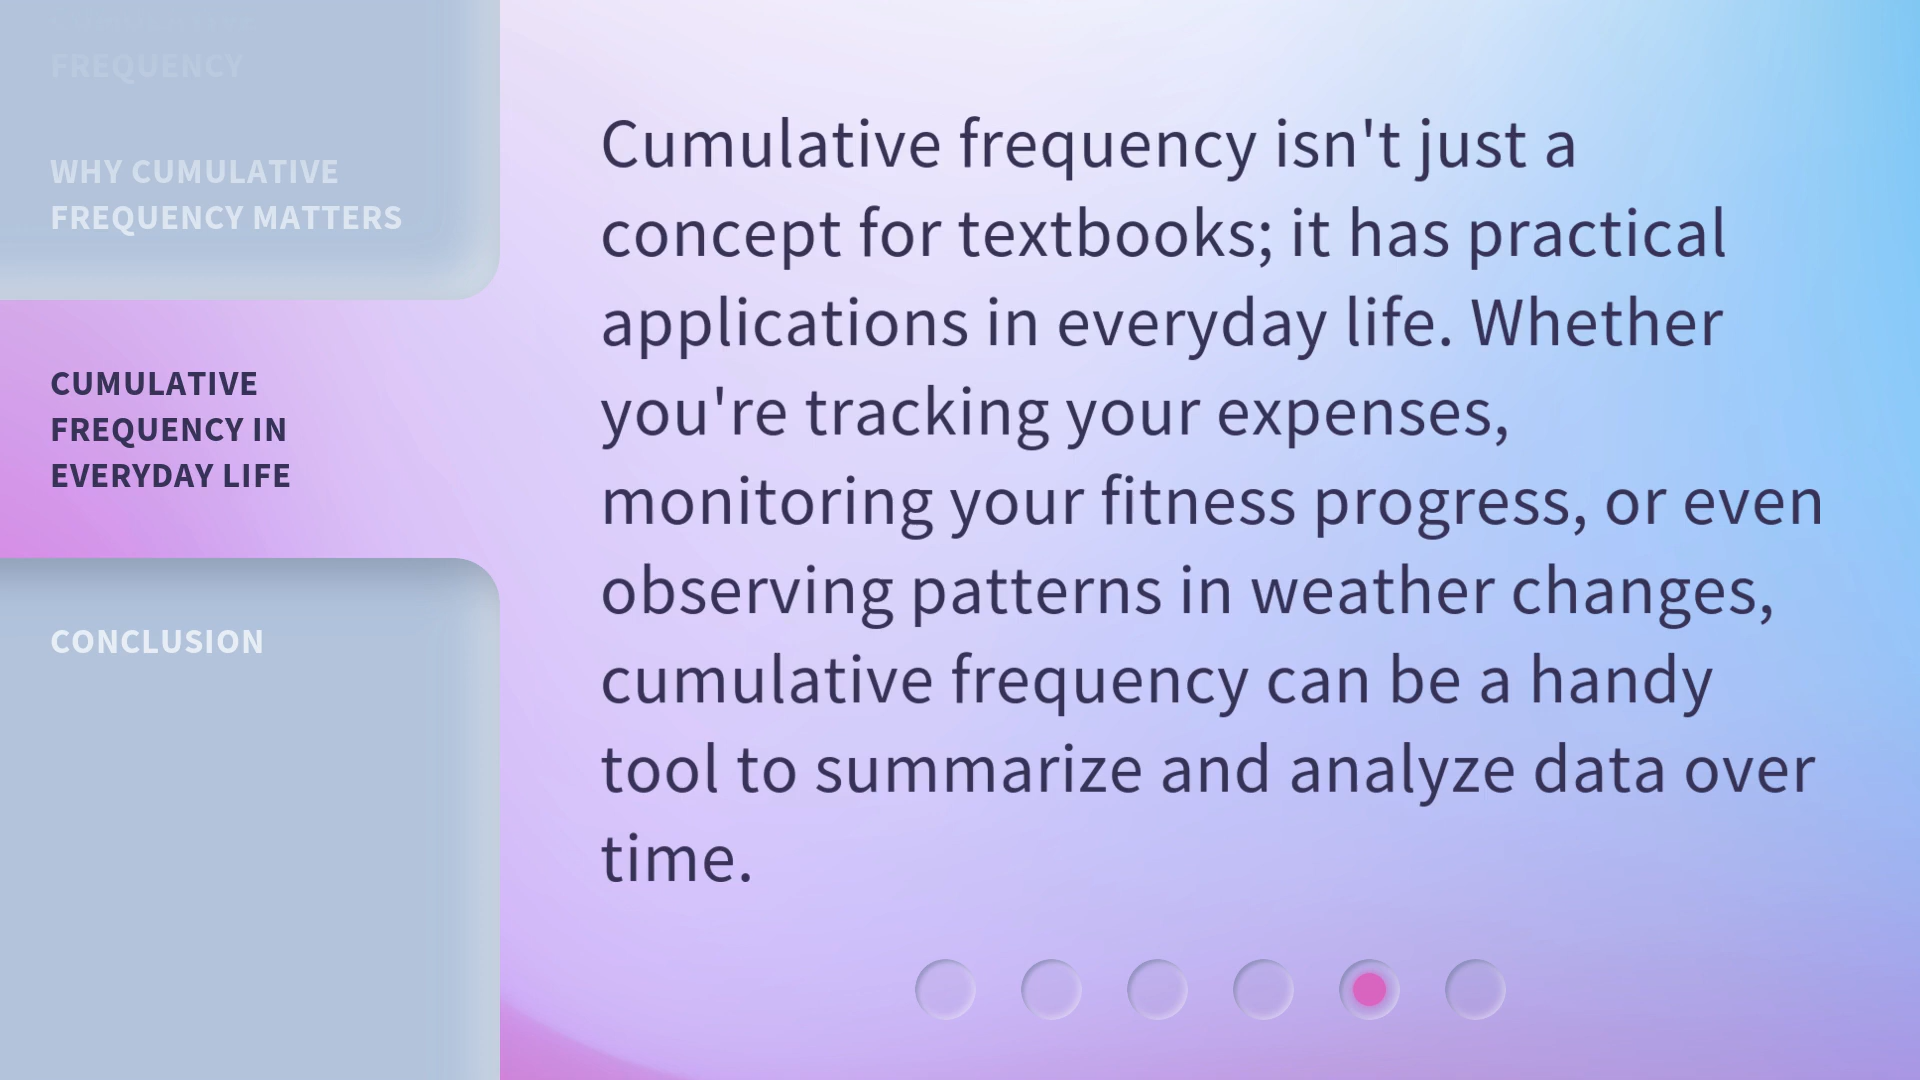 FREQUENCY
WHY CUMULATIVE
FREQUENCY MATTERS
CUMULATIVE
FREQUENCY IN
EVERYDAY LIFE
CONCLUSION
Cumulative frequency isn't just a
concept for textbooks; it has practical
applications in everyday life. Whether
you're tracking your expenses,
monitoring your fitness progress, or even
observing patterns in weather changes,
cumulative frequency can be a handy
tool to summarize and analyze data over
time.